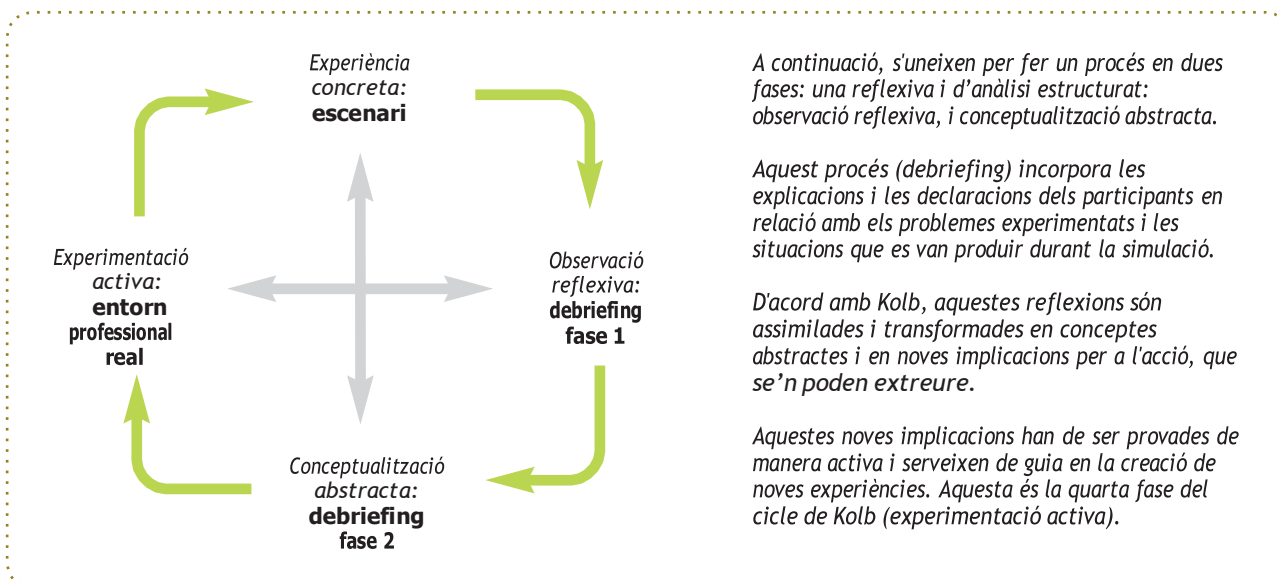 Experiència
concreta:
escenari
Observació
reflexiva:
debriefing
fase 1
Conceptualització
abstracta:
debriefing
fase 2
Experimentació
activa:
entorn
professional
real
A continuació, s'uneixen per fer un procés en dues
fases: una reflexiva i d’anàlisi estructurat:
observació reflexiva, i conceptualització abstracta.
Aquest procés (debriefing) incorpora les
explicacions i les declaracions dels participants en
relació amb els problemes experimentats i les
situacions que es van produir durant la simulació.
D'acord amb Kolb, aquestes reflexions són
assimilades i transformades en conceptes
abstractes i en noves implicacions per a l'acció, que
se’n poden extreure.
Aquestes noves implicacions han de ser provades de
manera activa i serveixen de guia en la creació de
noves experiències. Aquesta és la quarta fase del
cicle de Kolb (experimentació activa).